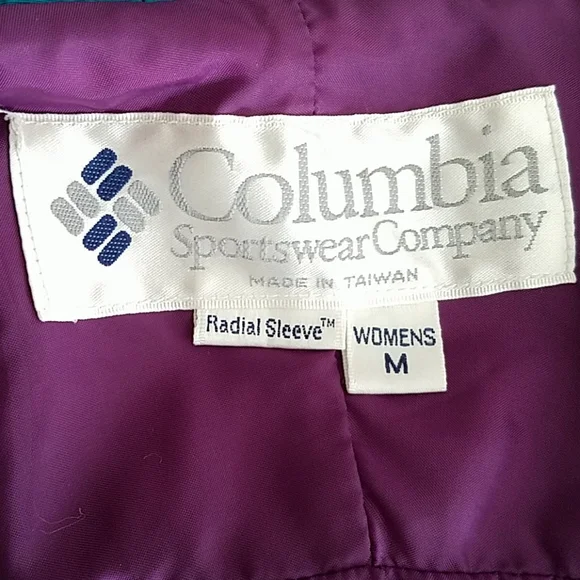 Columbia
Sportswear Company
MADE IN TAIWAN
Radial Sleeve™
WOMENS
M